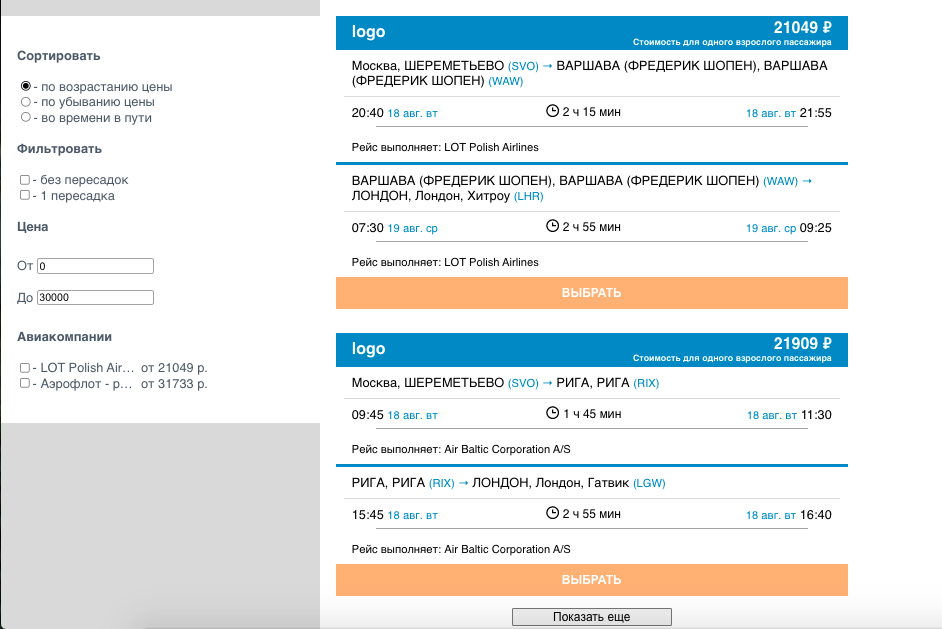 Сортировать
- по возрастанию цены
- по убыванию цены
- во времени в пути
Фильтровать
- без пересадок
- 1 пересадка
Цена
От 0
До 30000
Авиакомпании
- LOT Polish Air... от 21049 р.
- Аэрофлот - р... от 31733 р.
logo 21049 ₽
Стоимость для одного взрослого пассажира
Москва, ШЕРЕМЕТЬЕВО (SVO) → ВАРШАВА (ФРЕДЕРИК ШОПЕН), ВАРШАВА
(ФРЕДЕРИК ШОПЕН) (WAW)
20:40 18 авг. вт 2 ч 15 мин 18 авг. вт 21:55
Рейс выполняет: LOT Polish Airlines
ВАРШАВА (ФРЕДЕРИК ШОПЕН), ВАРШАВА (ФРЕДЕРИК ШОПЕН) (WAW) →
ЛОНДОН, Лондон, Хитроу (LHR)
07:30 19 авг. ср 2 ч 55 мин 19 авг. ср 09:25
Рейс выполняет: LOT Polish Airlines
ВЫБРАТЬ
logo 21909 ₽
Стоимость для одного взрослого пассажира
Москва, ШЕРЕМЕТЬЕВО (SVO) → РИГА, РИГА (RIX)
09:45 18 авг. вт 1 ч 45 мин 18 авг. вт 11:30
Рейс выполняет: Air Baltic Corporation A/S
РИГА, РИГА (RIX) → ЛОНДОН, Лондон, Гатвик (LGW)
15:45 18 авг. вт 2 ч 55 мин 18 авг. вт 16:40
Рейс выполняет: Air Baltic Corporation A/S
ВЫБРАТЬ
Показать еще